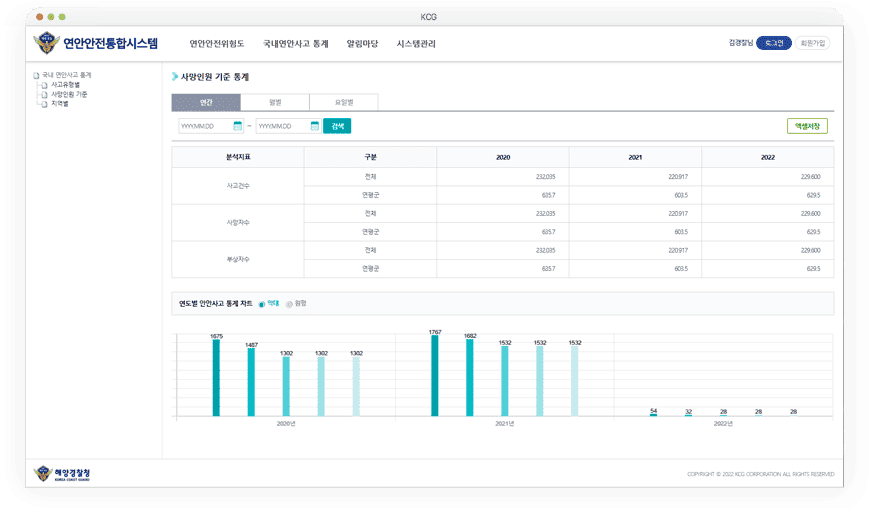 KCG
연안안전통합시스템
연안안전위험도 국내연안사고 통계 알림마당 시스템관리
김경찰님 로그인 회원가입
국내 연안사고 통계
사고유형별
사망인원 기준
지역별
사망인원 기준 통계
연간 월별 요일별
YYYY.MM.DD ~ YYYY.MM.DD 검색 엑셀저장
분석지표 구분 2020 2021 2022
사고건수
전체 232,035 220,917 229,600
연평균 635.7 603.5 629.5
사망자수
전체 232,035 220,917 229,600
연평균 635.7 603.5 629.5
부상자수
전체 232,035 220,917 229,600
연평균 635.7 603.5 629.5
연도별 안안사고 통계 차트 막대 원형
1675 1487 1302 1302 1302
1767 1682 1532 1532 1532
54 32 28 28 28
2020년 2021년 2022년
해양경찰청
KOREA COAST GUARD
COPYRIGHT © 2022 KCG CORPORATION ALL RIGHTS RESERVED